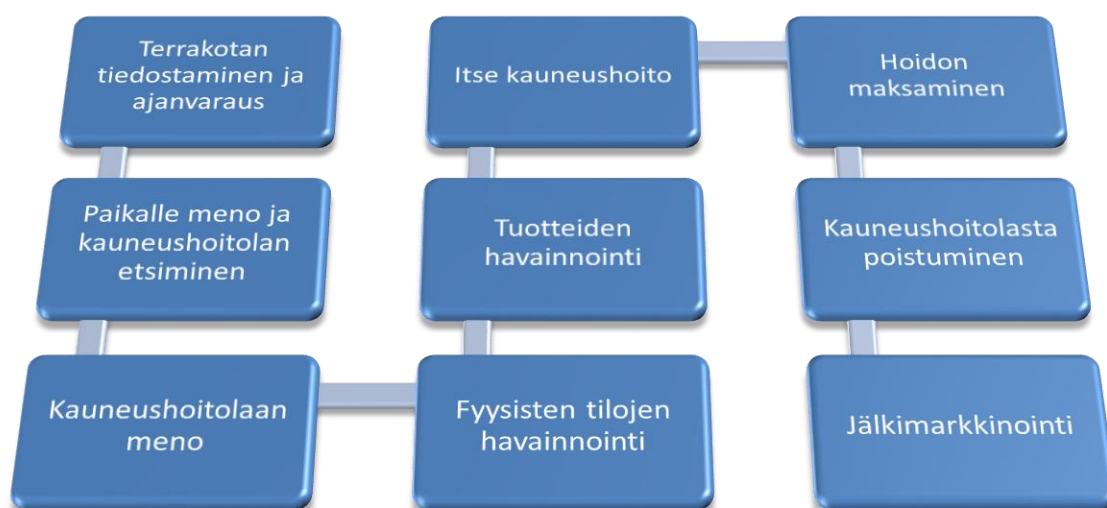 Terrakotan
tiedostaminen ja
ajanvaraus
Paikalle meno ja
kauneushoitolan
etsiminen
Kauneushoitolaan
meno
Fyysisten tilojen
havainnointi
Tuotteiden
havainnointi
Itse kauneushoito
Hoidon
maksaminen
Kauneushoitolasta
poistuminen
Jälkimarkkinointi